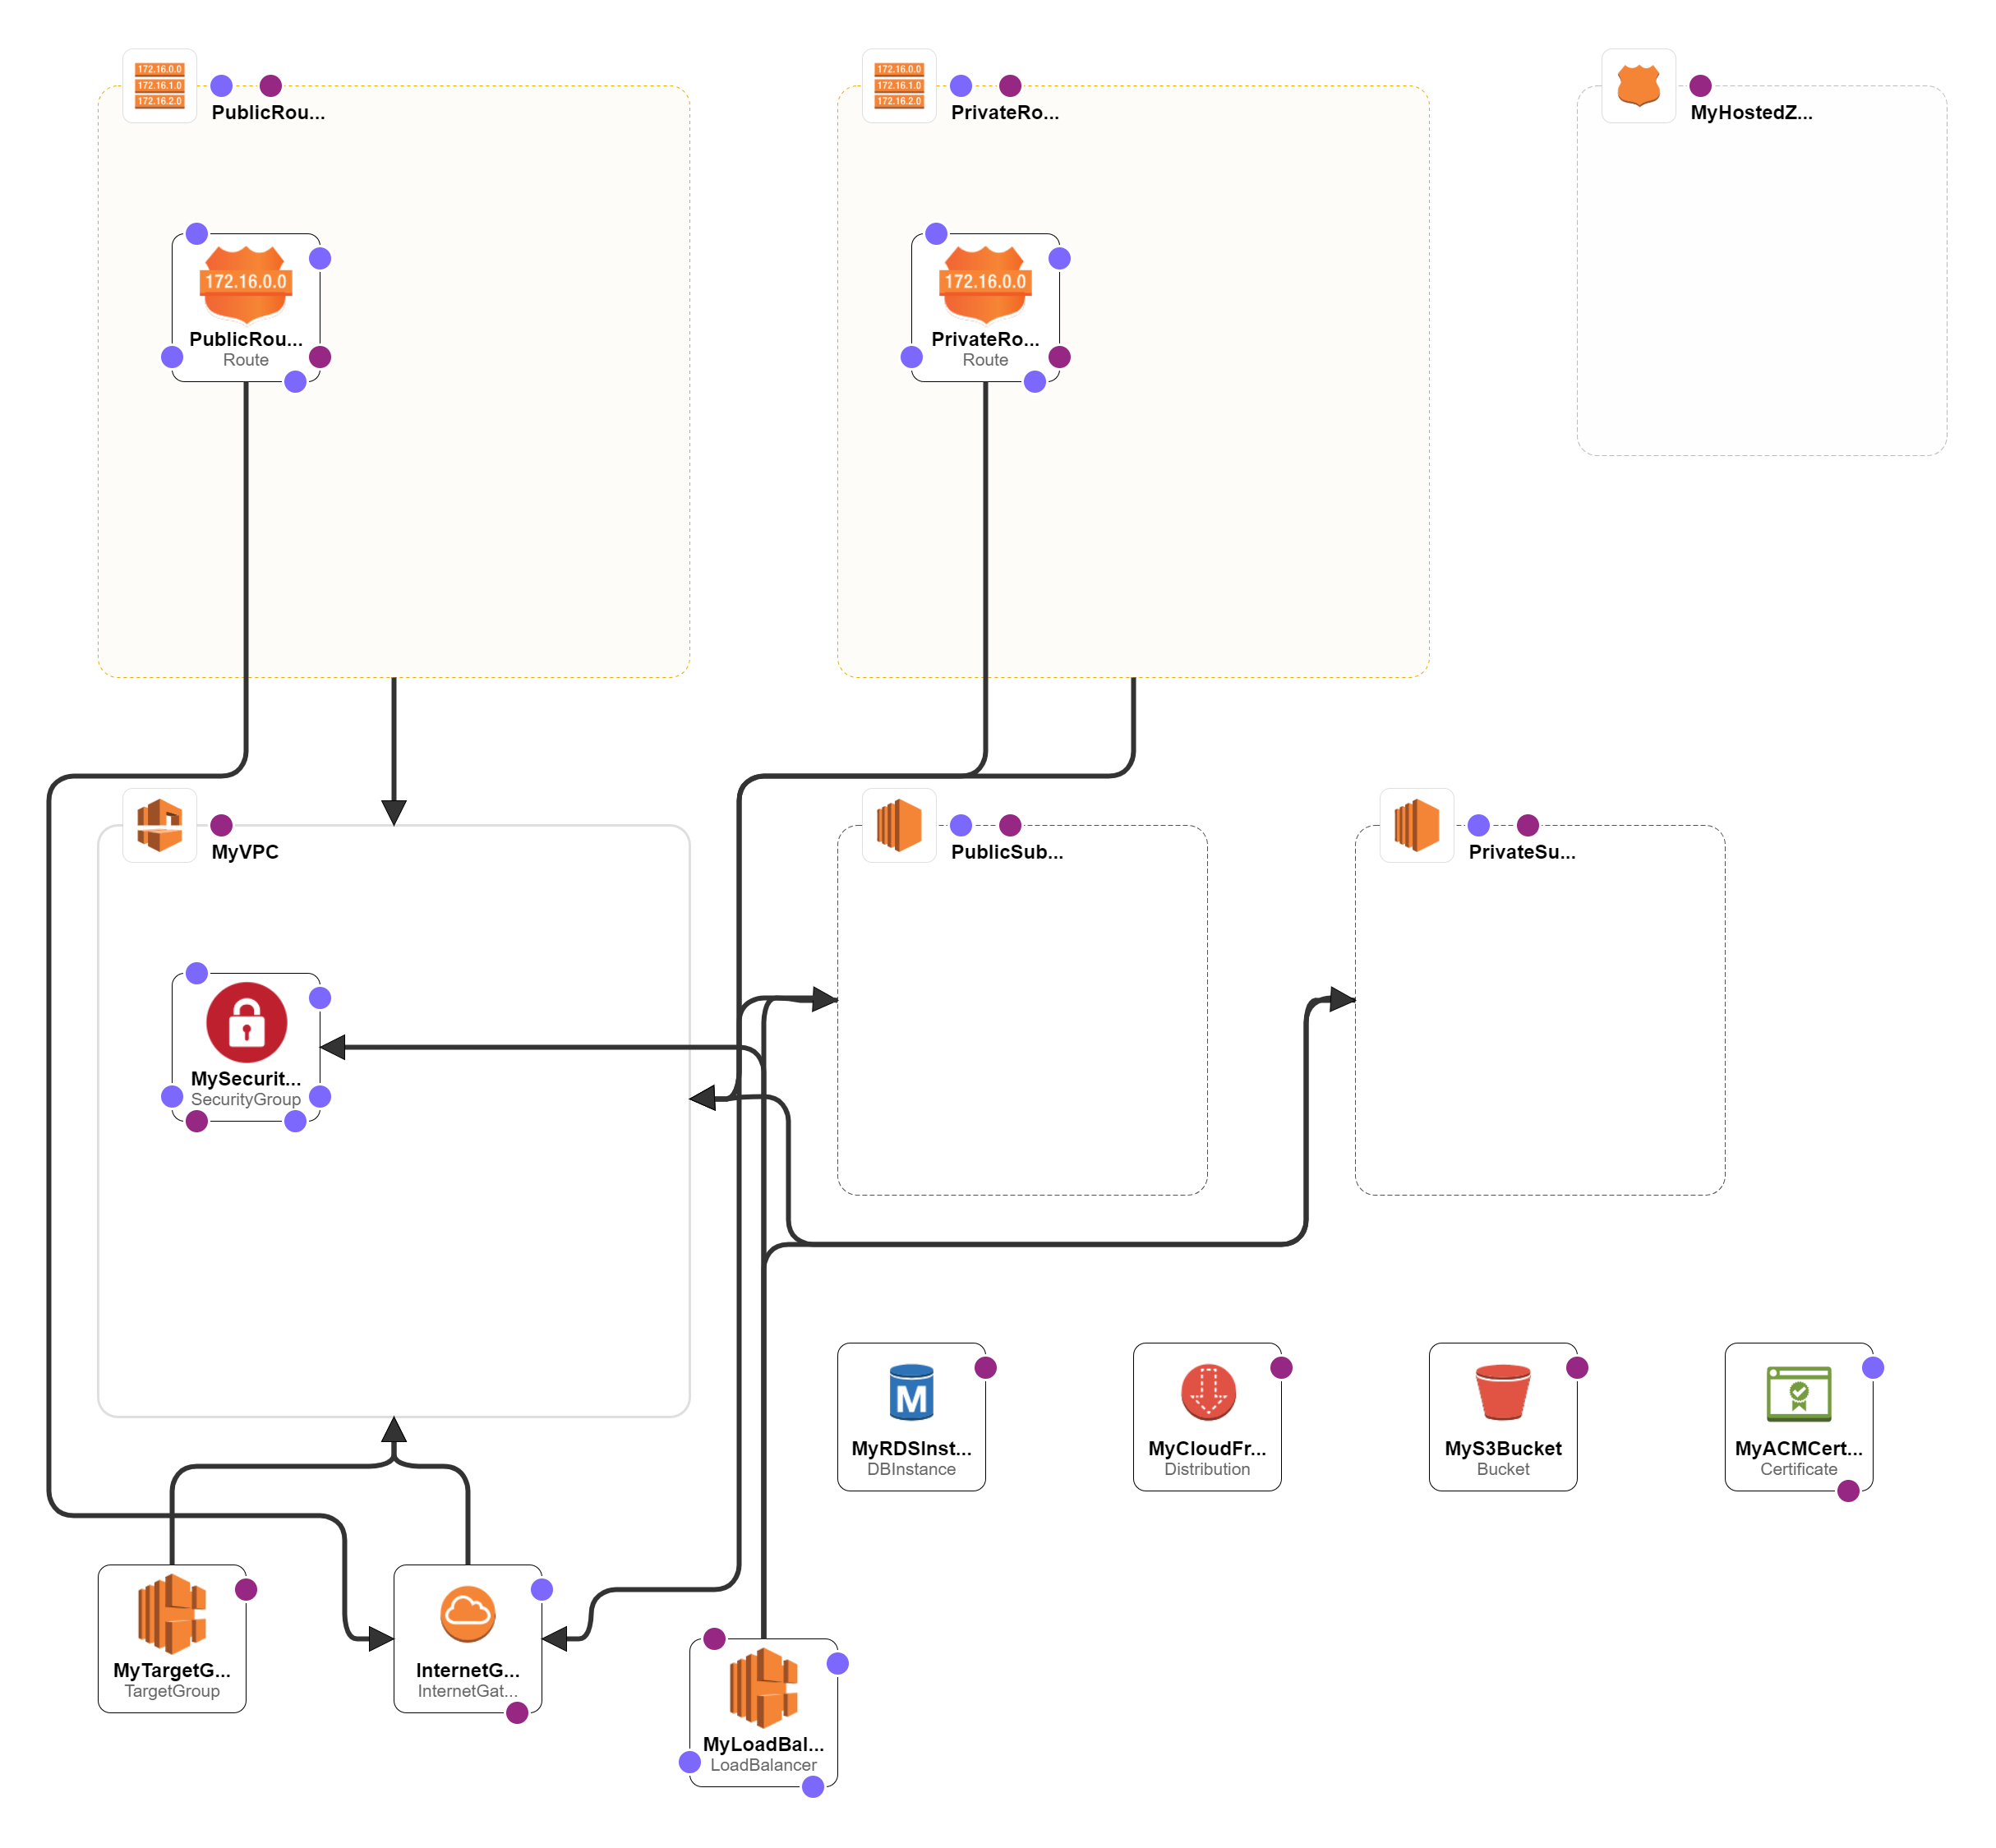 172.16.0.0
172.16.1.0
172.16.2.0
PublicRou...
172.16.0.0
172.16.1.0
172.16.2.0
PrivateRo...
MyHostedZ...
172.16.0.0
PublicRou...
Route
172.16.0.0
PrivateRo...
Route
MyVPC
PublicSub...
PrivateSu...
MySecurit...
SecurityGroup
M
MyRDSInst...
DBInstance
MyCloudFr...
Distribution
MyS3Bucket
Bucket
MyACMCert...
Certificate
MyTargetG...
TargetGroup
InternetG...
InternetGat...
MyLoadBal...
LoadBalancer